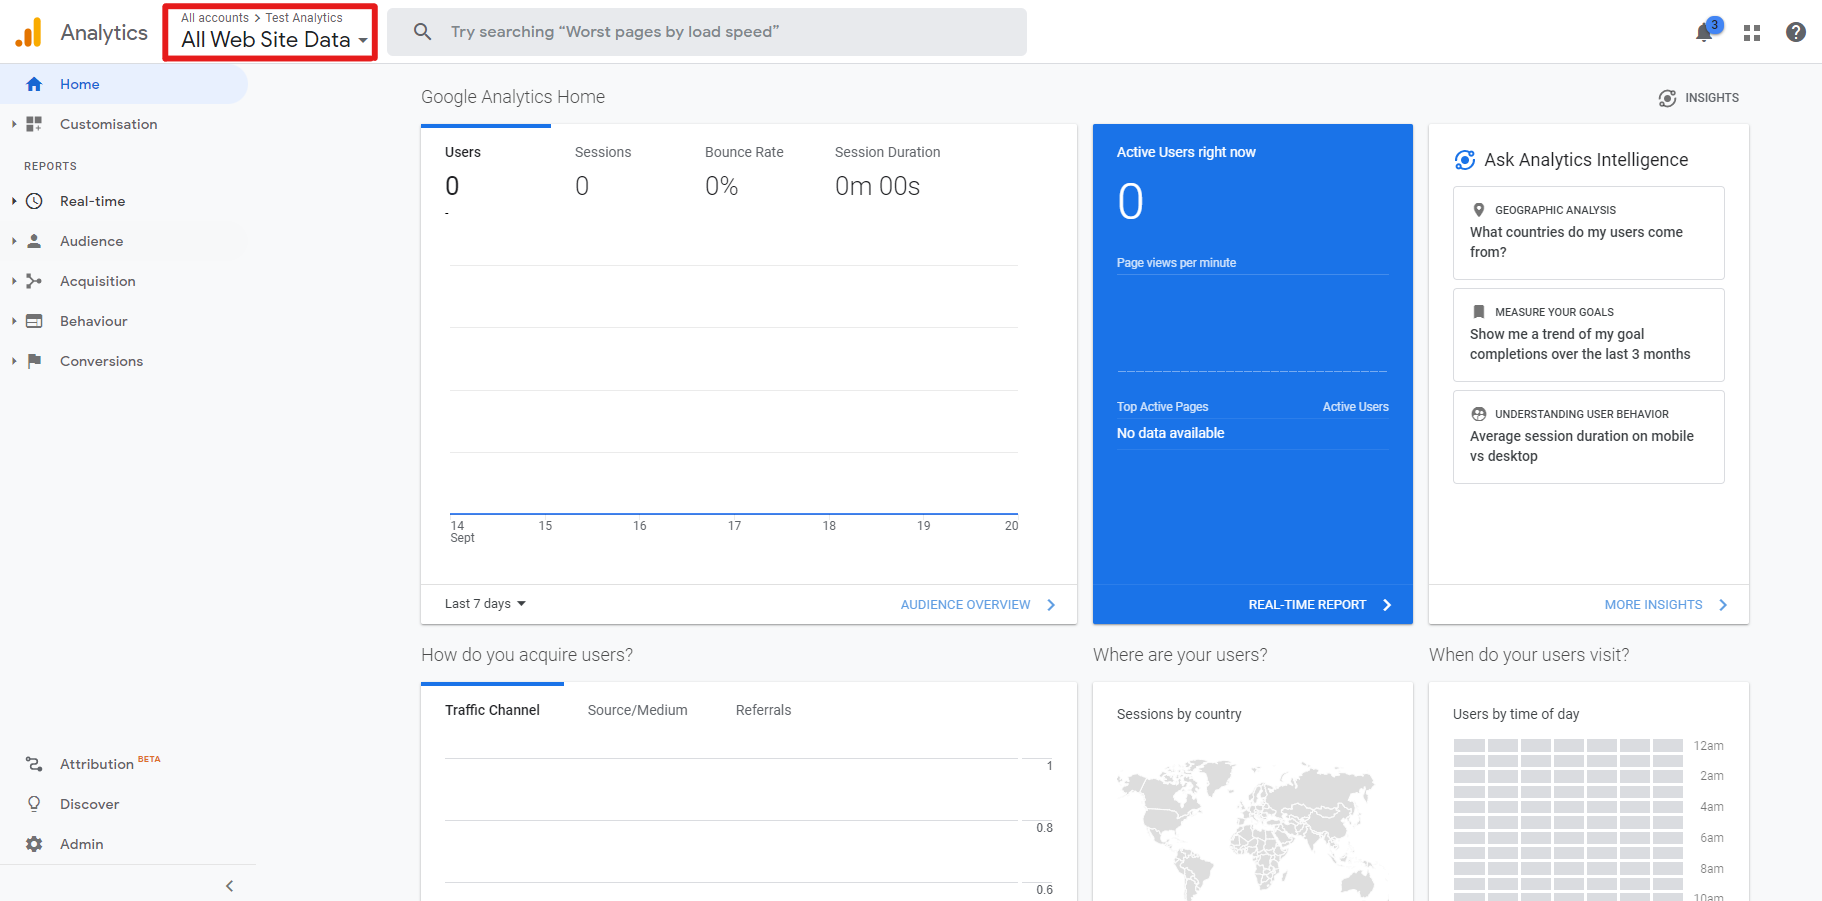 Analytics
All accounts > Test Analytics
All Web Site Data
Try searching “Worst pages by load speed”
3
Home
Customisation
REPORTS
Real-time
Audience
Acquisition
Behaviour
Conversions
Attribution BETA
Discover
Admin
Google Analytics Home
INSIGHTS
Users
0
-
Sessions
0
Bounce Rate
0%
Session Duration
0m 00s
14 15 16 17 18 19 20
Sept
Last 7 days
AUDIENCE OVERVIEW
Active Users right now
0
Page views per minute
Top Active Pages Active Users
No data available
REAL-TIME REPORT
Ask Analytics Intelligence
GEOGRAPHIC ANALYSIS
What countries do my users come
from?
MEASURE YOUR GOALS
Show me a trend of my goal
completions over the last 3 months
UNDERSTANDING USER BEHAVIOR
Average session duration on mobile
vs desktop
MORE INSIGHTS
How do you acquire users?
Traffic Channel Source/Medium Referrals
1
0.8
0.6
Where are your users?
Sessions by country
When do your users visit?
Users by time of day
12am
2am
4am
6am
8am
10am